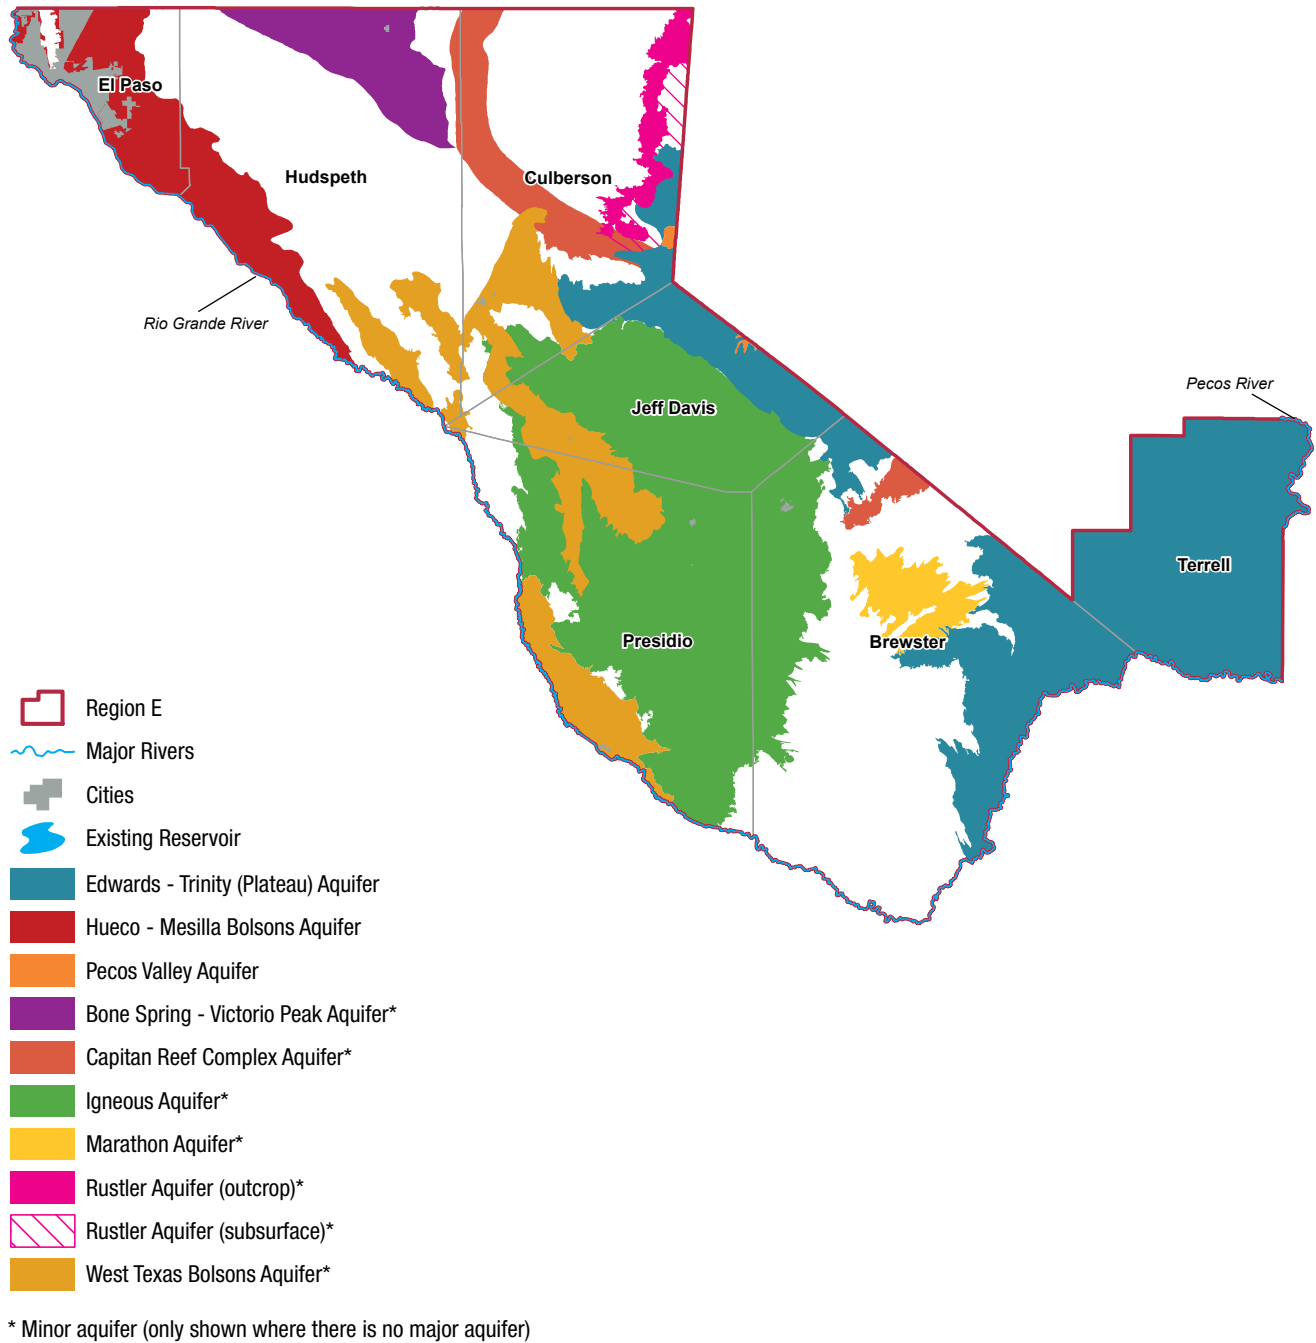 El Paso
Hudspeth
Culberson
Rio Grande River
Jeff Davis
Pecos River
Terrell
Presidio
Brewster
Region E
Major Rivers
Cities
Existing Reservoir
Edwards - Trinity (Plateau) Aquifer
Hueco - Mesilla Bolsons Aquifer
Pecos Valley Aquifer
Bone Spring - Victorio Peak Aquifer*
Capitan Reef Complex Aquifer*
Igneous Aquifer*
Marathon Aquifer*
Rustler Aquifer (outcrop)*
Rustler Aquifer (subsurface)*
West Texas Bolsons Aquifer*
* Minor aquifer (only shown where there is no major aquifer)